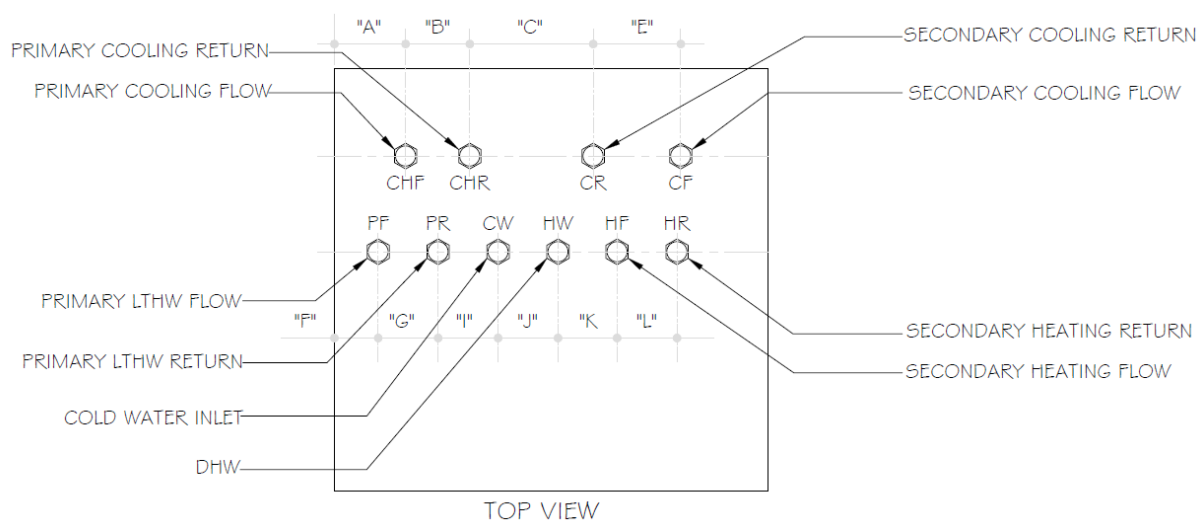 "A" "B" "C" "E"
PRIMARY COOLING RETURN
SECONDARY COOLING RETURN
PRIMARY COOLING FLOW
SECONDARY COOLING FLOW
CHF CHR CR CF
PF PR CW HW HF HR
PRIMARY LTHW FLOW
"F" "G" "I" "J" "K "L"
SECONDARY HEATING RETURN
PRIMARY LTHW RETURN
SECONDARY HEATING FLOW
COLD WATER INLET
DHW
TOP VIEW